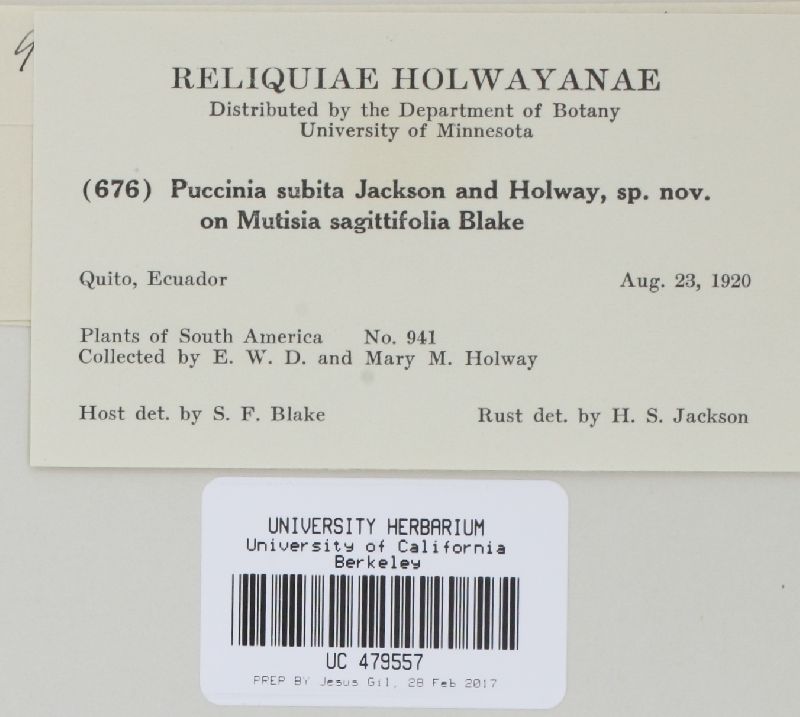 RELIQUIAE HOLWAYANAE
Distributed by the Department of Botany
University of Minnesota
(676) Puccinia subita Jackson and Holway, sp. nov.
on Mutisia sagittifolia Blake
Quito, Ecuador Aug. 23, 1920
Plants of South America No. 941
Collected by E. W. D. and Mary M. Holway
Host det. by S. F. Blake Rust det. by H. S. Jackson
UNIVERSITY HERBARIUM
University of California
Berkeley
UC 479557
PREP BY Jesus Gil, 28 Feb 2017